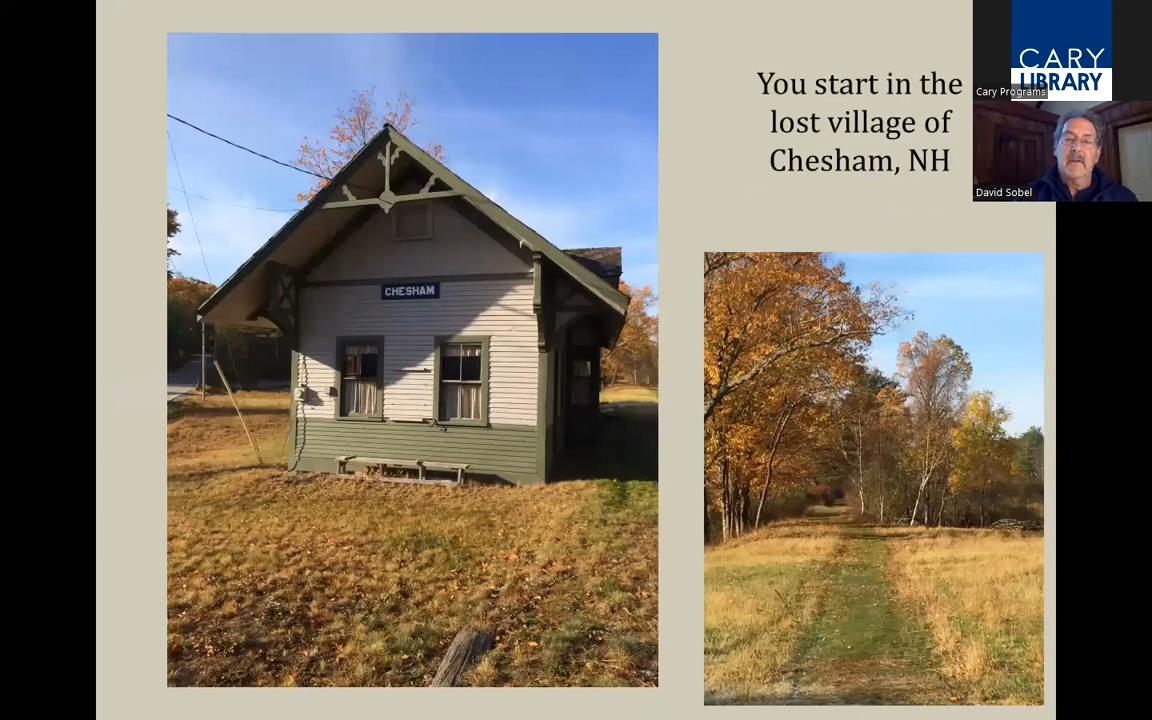 You start in the
lost village of
Chesham, NH
CHESHAM
CARY
LIBRARY
Cary Programs
David Sobel